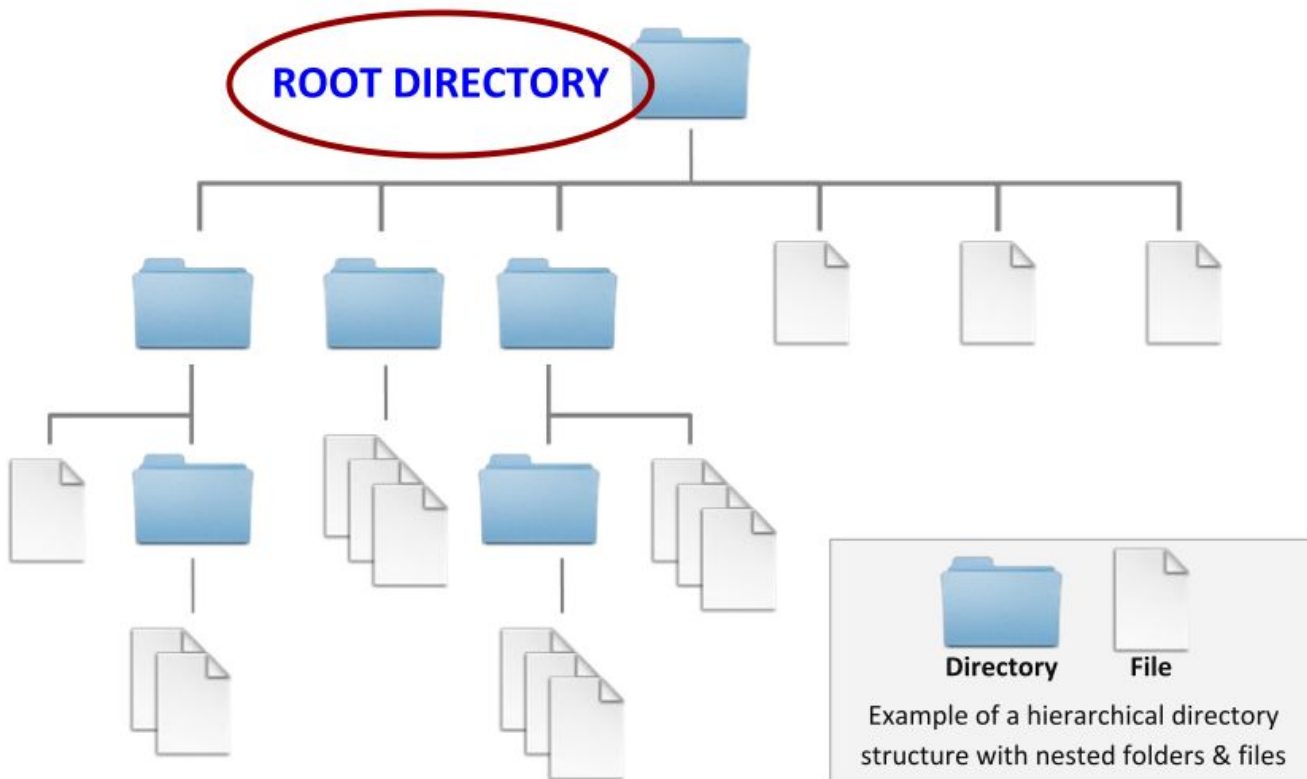 ROOT DIRECTORY
Directory File
Example of a hierarchical directory
structure with nested folders & files